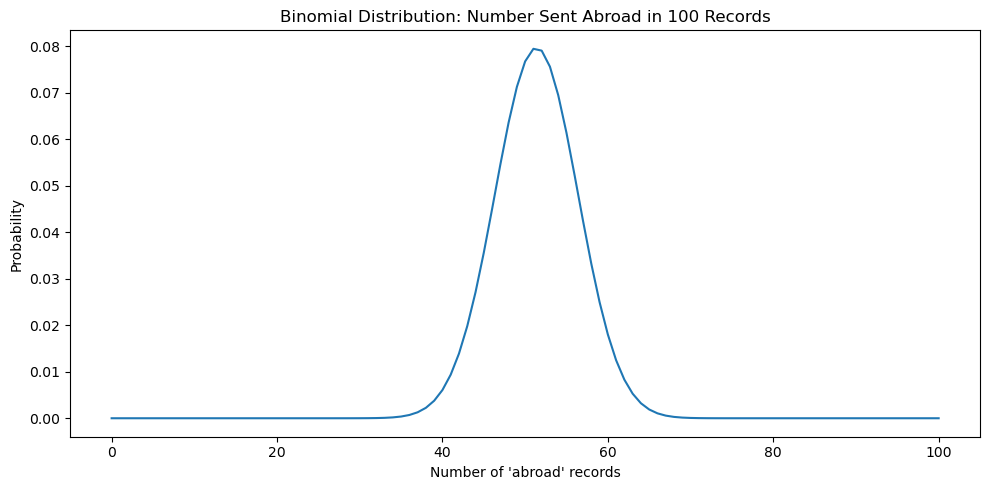 Binomial Distribution: Number Sent Abroad in 100 Records
0.08
0.07
0.06
0.05
0.04
0.03
0.02
0.01
0.00
Probability
0 20 40 60 80 100
Number of 'abroad' records